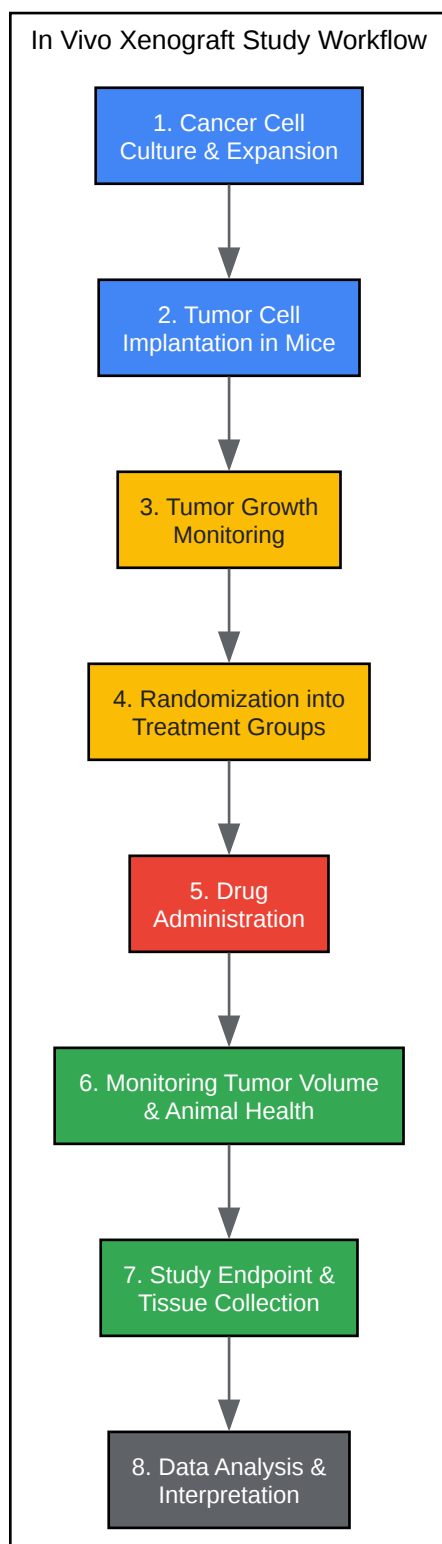 In Vivo Xenograft Study Workflow
1. Cancer Cell
Culture & Expansion
2. Tumor Cell
Implantation in Mice
3. Tumor Growth
Monitoring
4. Randomization into
Treatment Groups
5. Drug
Administration
6. Monitoring Tumor Volume
& Animal Health
7. Study Endpoint &
Tissue Collection
8. Data Analysis &
Interpretation